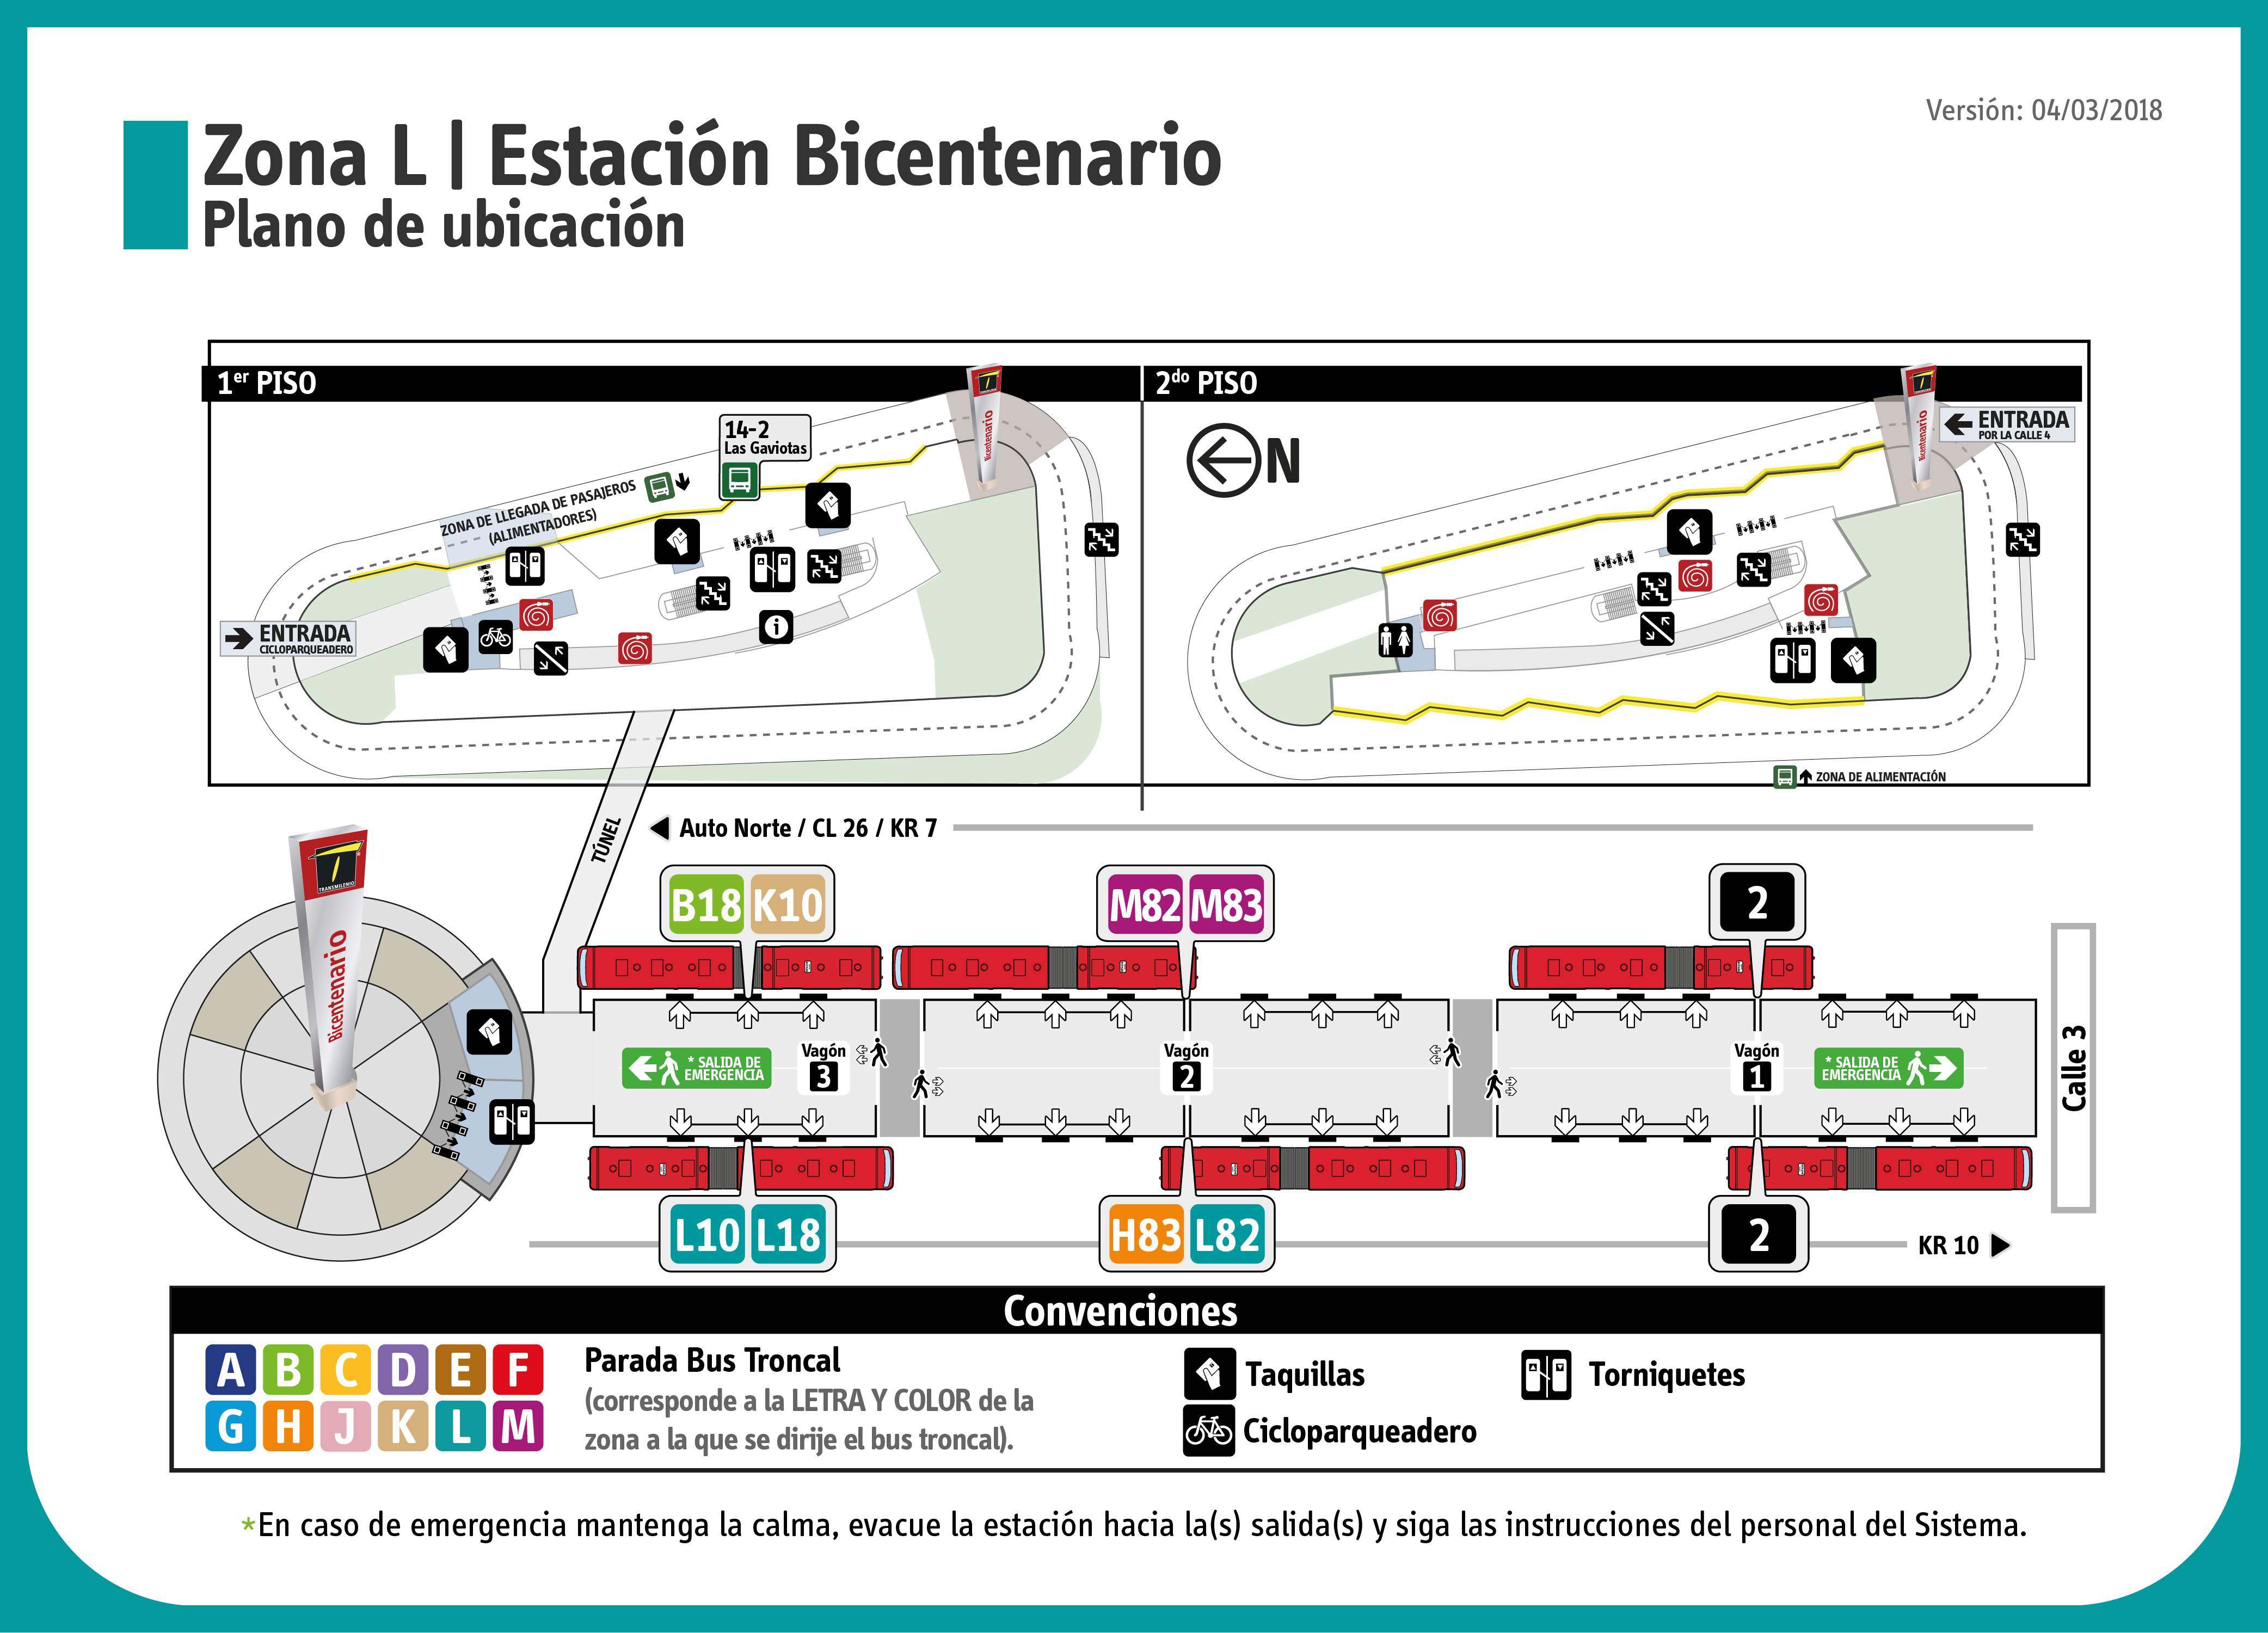 Versión: 04/03/2018
Zona L | Estación Bicentenario
Plano de ubicación
1er PISO
2do PISO
14-2
Las Gaviotas
ZONA DE LLEGADA DE PASAJEROS
(ALIMENTADORES)
Bicentenario
ENTRADA
CICLOPARQUEADERO
N
Bicentenario
ENTRADA
POR LA CALLE 4
ZONA DE ALIMENTACIÓN
TÚNEL
Auto Norte / CL 26 / KR 7
TRANSMILENIO
Bicentenario
B18 K10
M82 M83
2
* SALIDA DE
EMERGENCIA
Vagón
3
Vagón
2
Vagón
1
* SALIDA DE
EMERGENCIA
Calle 3
L10 L18
H83 L82
2
KR 10
Convenciones
A B C D E F
G H J K L M
Parada Bus Troncal
(corresponde a la LETRA Y COLOR de la
zona a la que se dirije el bus troncal).
Taquillas
Cicloparqueadero
Torniquetes
*En caso de emergencia mantenga la calma, evacue la estación hacia la(s) salida(s) y siga las instrucciones del personal del Sistema.